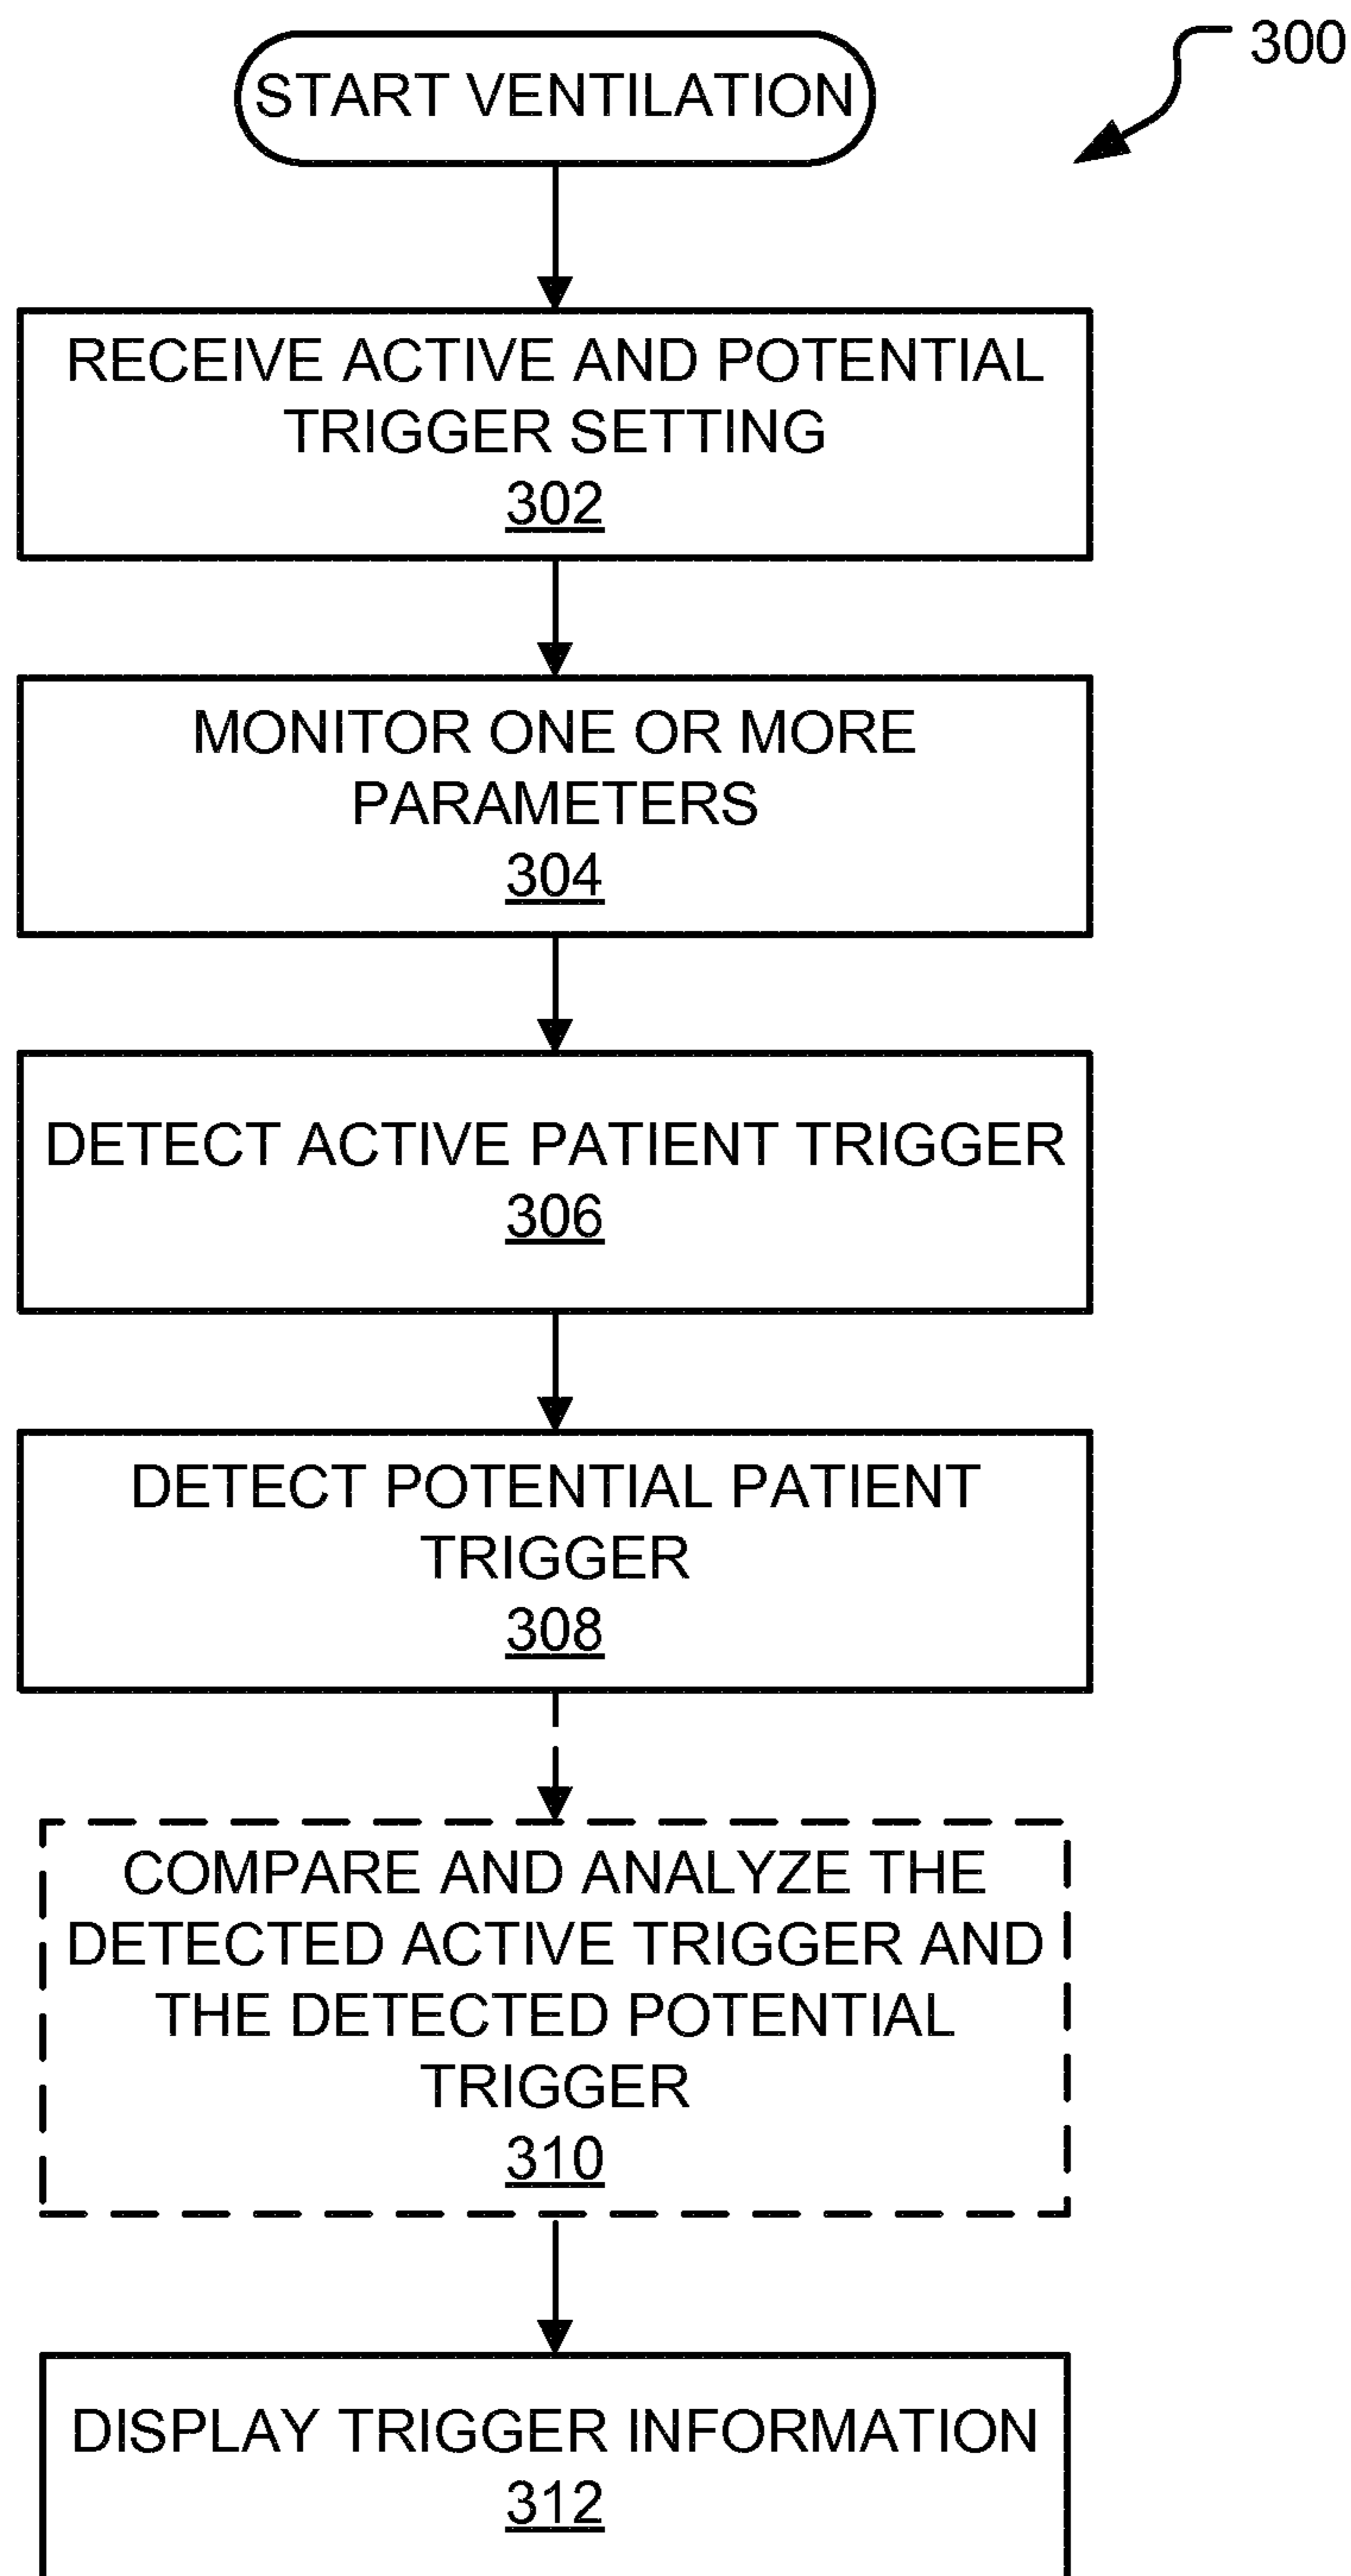 300
START VENTILATION
RECEIVE ACTIVE AND POTENTIAL
TRIGGER SETTING
302
MONITOR ONE OR MORE
PARAMETERS
304
DETECT ACTIVE PATIENT TRIGGER
306
DETECT POTENTIAL PATIENT
TRIGGER
308
COMPARE AND ANALYZE THE
DETECTED ACTIVE TRIGGER AND
THE DETECTED POTENTIAL
TRIGGER
310
DISPLAY TRIGGER INFORMATION
312